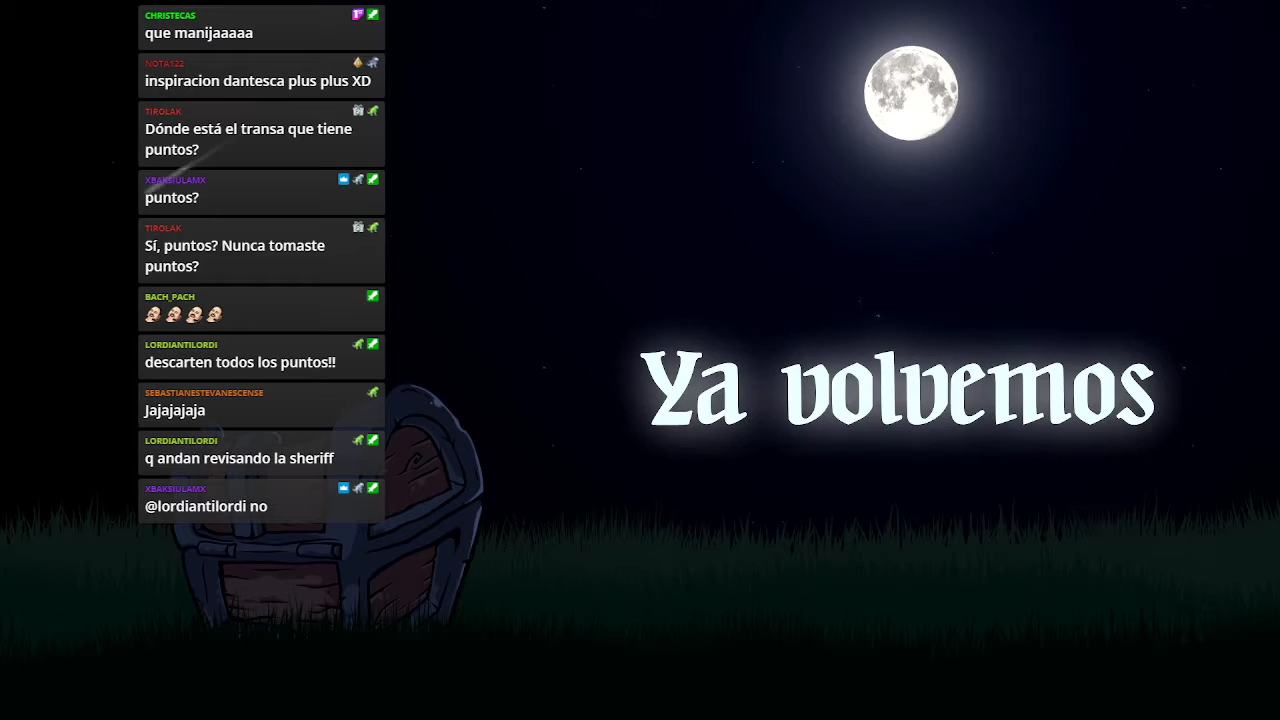 CHRISTECAS
que manijaaaaa
NOTA122
inspiracion dantesca plus plus XD
TIROLAK
Dónde está el transa que tiene
puntos?
XBAKSIULAMX
puntos?
TIROLAK
Sí, puntos? Nunca tomaste
puntos?
BACH_PACH
LORDIANTILORDI
descarten todos los puntos!!
SEBASTIANESTEVANESCENSE
Jajajajaja
LORDIANTILORDI
q andan revisando la sheriff
XBAKSIULAMX
@lordiantilordi no
Ya volvemos